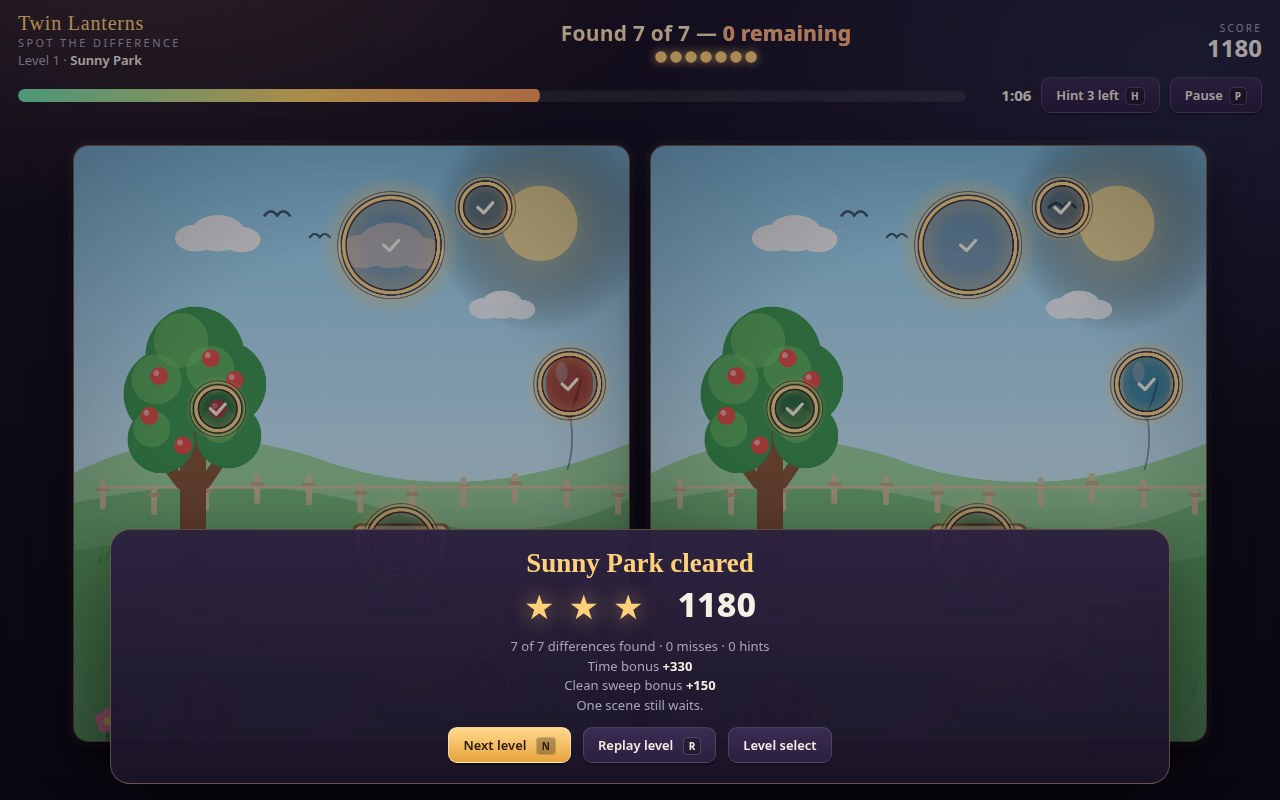 Twin Lanterns
SPOT THE DIFFERENCE
Level 1 · Sunny Park
Found 7 of 7 — 0 remaining
SCORE
1180
1:06
Hint 3 left H
Pause P
Sunny Park cleared
★ ★ ★ 1180
7 of 7 differences found · 0 misses · 0 hints
Time bonus +330
Clean sweep bonus +150
One scene still waits.
Next level N
Replay level R
Level select